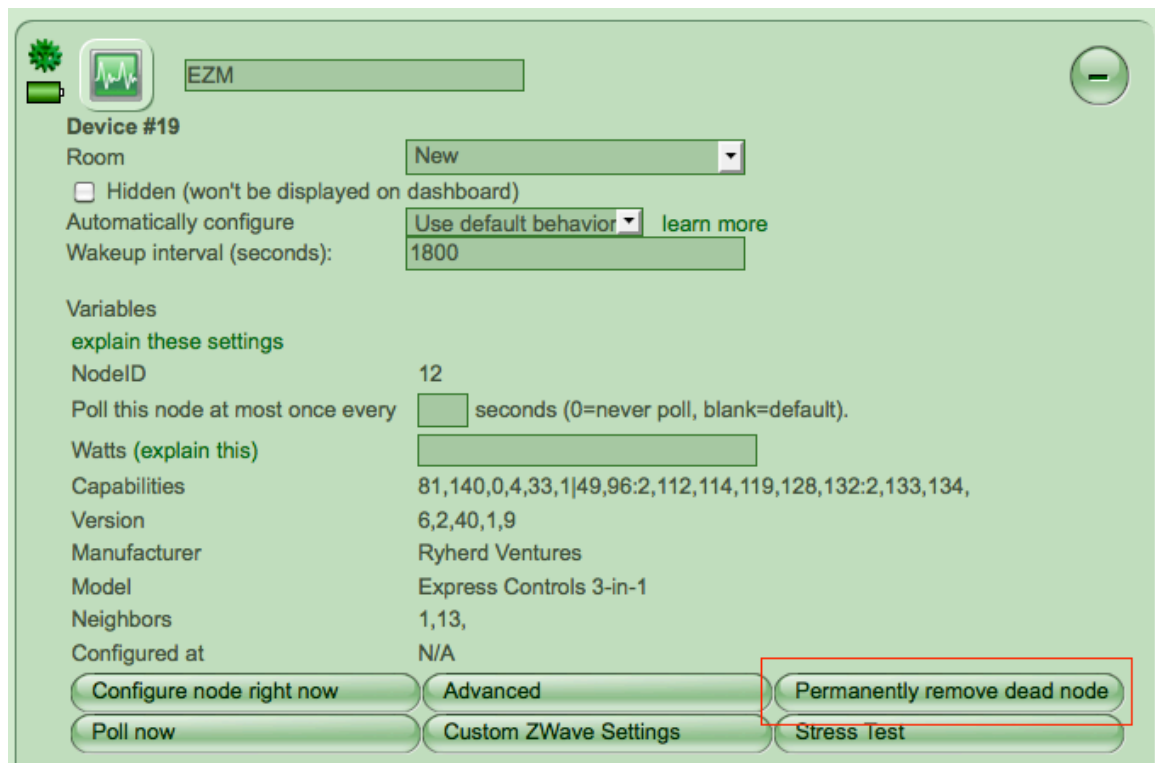 EZM
Device #19
Room New
Hidden (won't be displayed on dashboard)
Automatically configure Use default behavior learn more
Wakeup interval (seconds): 1800
Variables
explain these settings
NodeID 12
Poll this node at most once every seconds (0=never poll, blank=default).
Watts (explain this)
Capabilities 81,140,0,4,33,1|49,96:2,112,114,119,128,132:2,133,134,
Version 6,2,40,1,9
Manufacturer Ryherd Ventures
Model Express Controls 3-in-1
Neighbors 1,13,
Configured at N/A
Configure node right now Advanced Permanently remove dead node
Poll now Custom ZWave Settings Stress Test